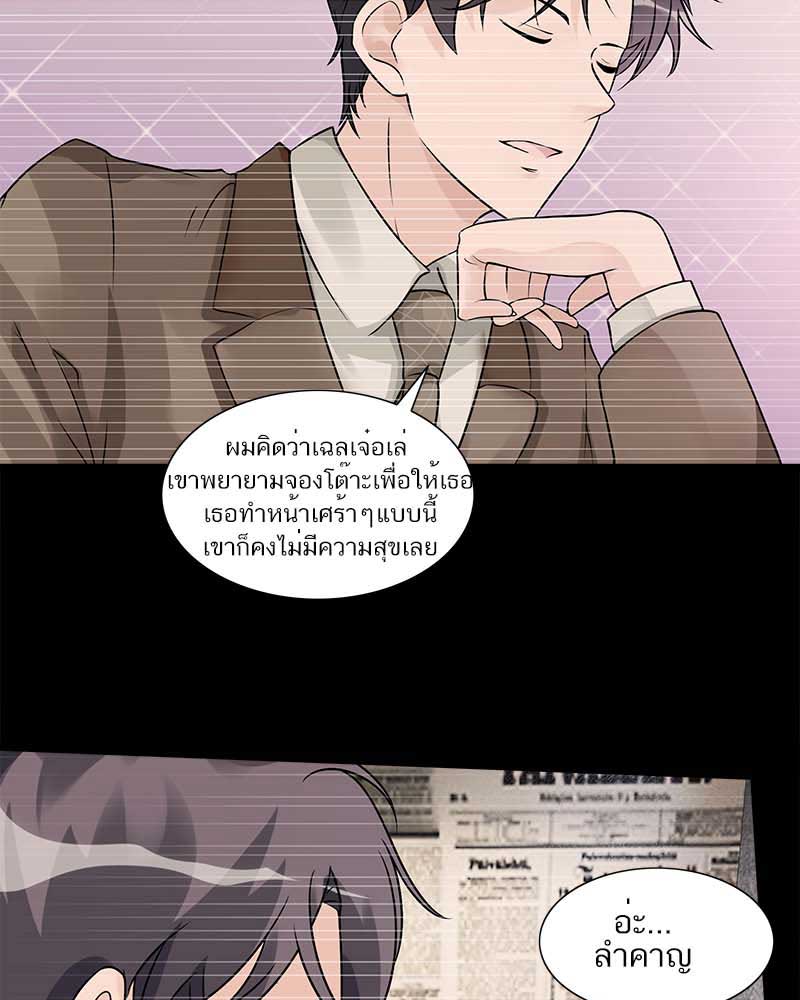 ผมคิดว่าเฉลเจ๋อเล่
เขาพยายามจองโต๊าะเพื่อให้เธอ
เธอทำหน้าเศร้าๆแบบนี้
เขาก็คงไม่มีความสุขเลย
Päivälehti.
อ่ะ...
ลำคาญ